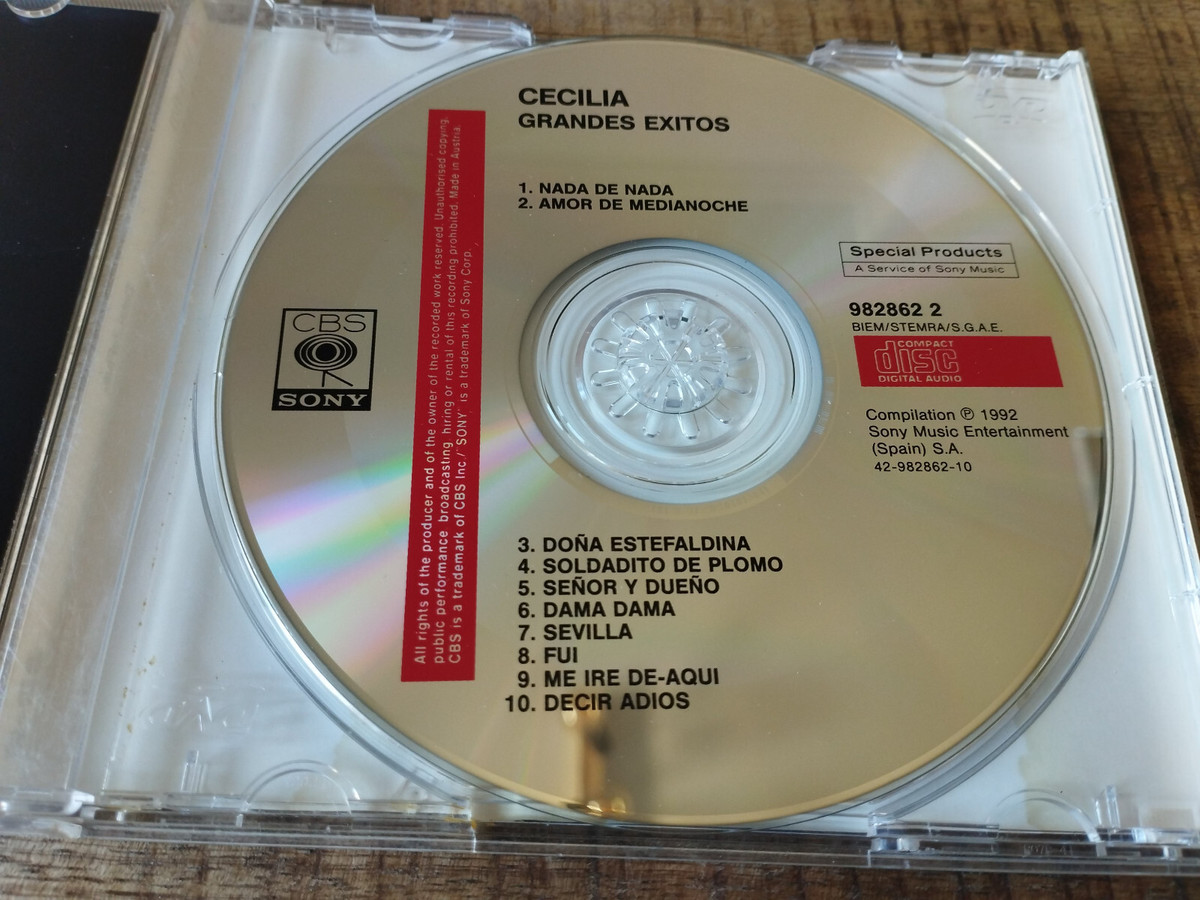 CECILIA
GRANDES EXITOS
1. NADA DE NADA
2. AMOR DE MEDIANOCHE
All rights of the producer and of the owner of the recorded work reserved. Unauthorised copying,
public performance broadcasting hiring or rental of this recording prohibited. Made in Austria.
CBS is a trademark of CBS Inc./"SONY" is a trademark of Sony Corp.
CBS
SONY
Special Products
A Service of Sony Music
982862 2
BIEM/STEMRA/S.G.A.E.
COMPACT
disc
DIGITAL AUDIO
Compilation ℗ 1992
Sony Music Entertainment
(Spain) S.A.
42-982862-10
3. DOÑA ESTEFALDINA
4. SOLDADITO DE PLOMO
5. SEÑOR Y DUEÑO
6. DAMA DAMA
7. SEVILLA
8. FUI
9. ME IRE DE-AQUI
10. DECIR ADIOS